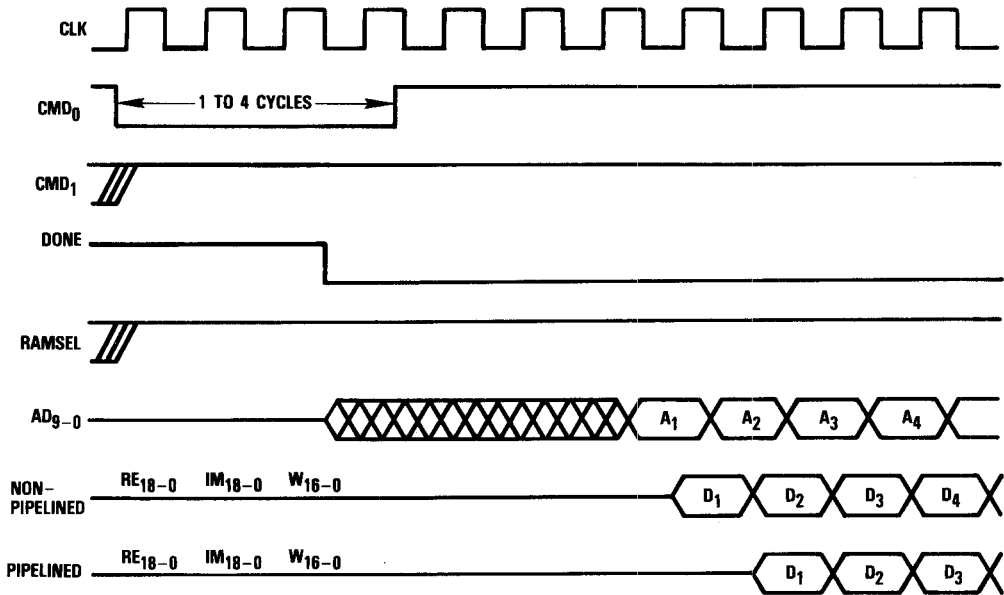 CLK
CMD0
1 TO 4 CYCLES
CMD1
DONE
RAMSEL
AD9–0
A1 A2 A3 A4
NON–
PIPELINED
RE18–0 IM18–0 W16–0
D1 D2 D3 D4
PIPELINED
RE18–0 IM18–0 W16–0
D1 D2 D3